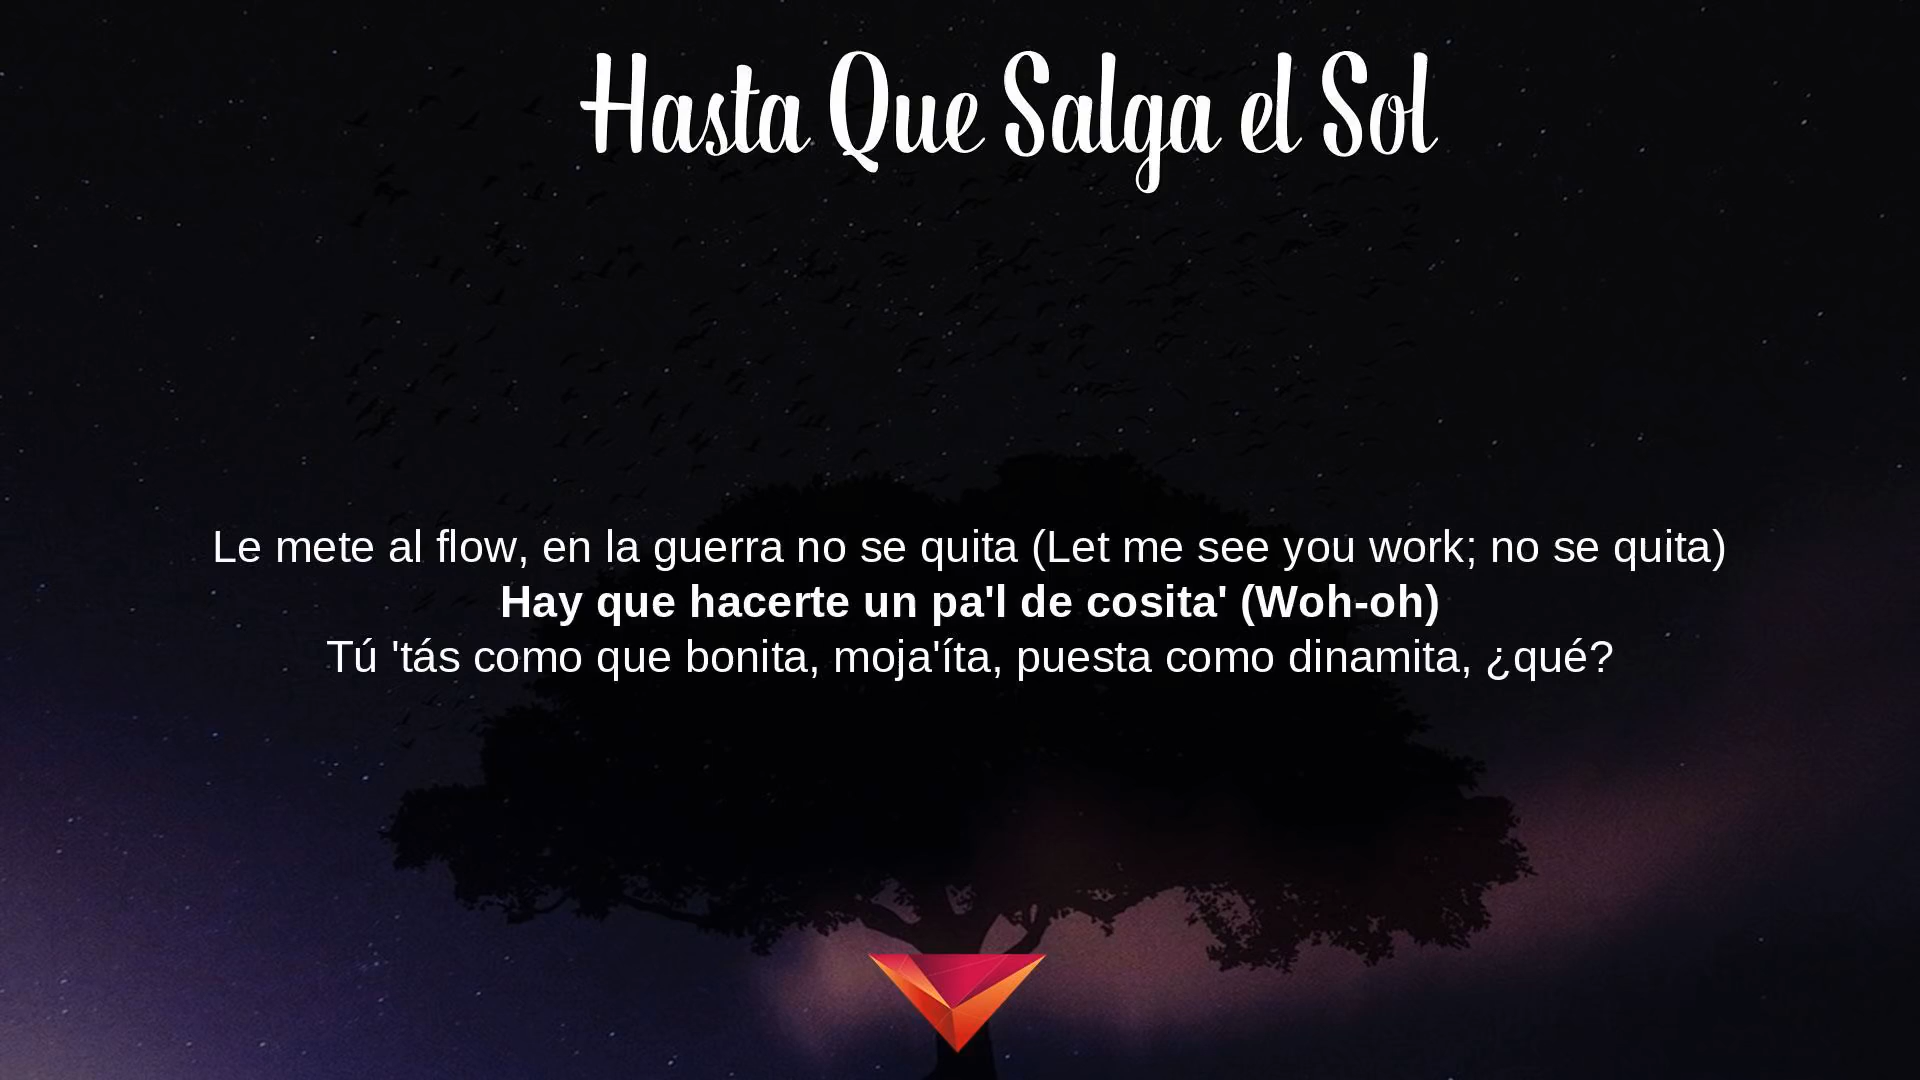 Hasta Que Salga el Sol
Le mete al flow, en la guerra no se quita (Let me see you work; no se quita)
Hay que hacerte un pa'l de cosita' (Woh-oh)
Tú 'tás como que bonita, moja'íta, puesta como dinamita, ¿qué?